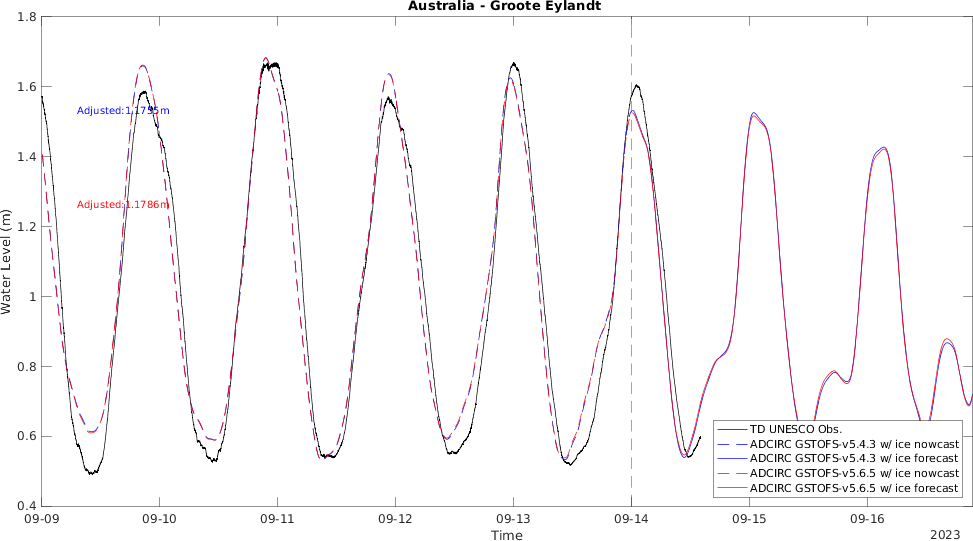 Australia - Groote Eylandt
1.8
1.6
1.4
1.2
1
0.8
0.6
0.4
Water Level (m)
Adjusted:1.1795m
Adjusted:1.1786m
TD UNESCO Obs.
ADCIRC GSTOFS-v5.4.3 w/ ice nowcast
ADCIRC GSTOFS-v5.4.3 w/ ice forecast
ADCIRC GSTOFS-v5.6.5 w/ ice nowcast
ADCIRC GSTOFS-v5.6.5 w/ ice forecast
09-09 09-10 09-11 09-12 09-13 09-14 09-15 09-16
Time
2023